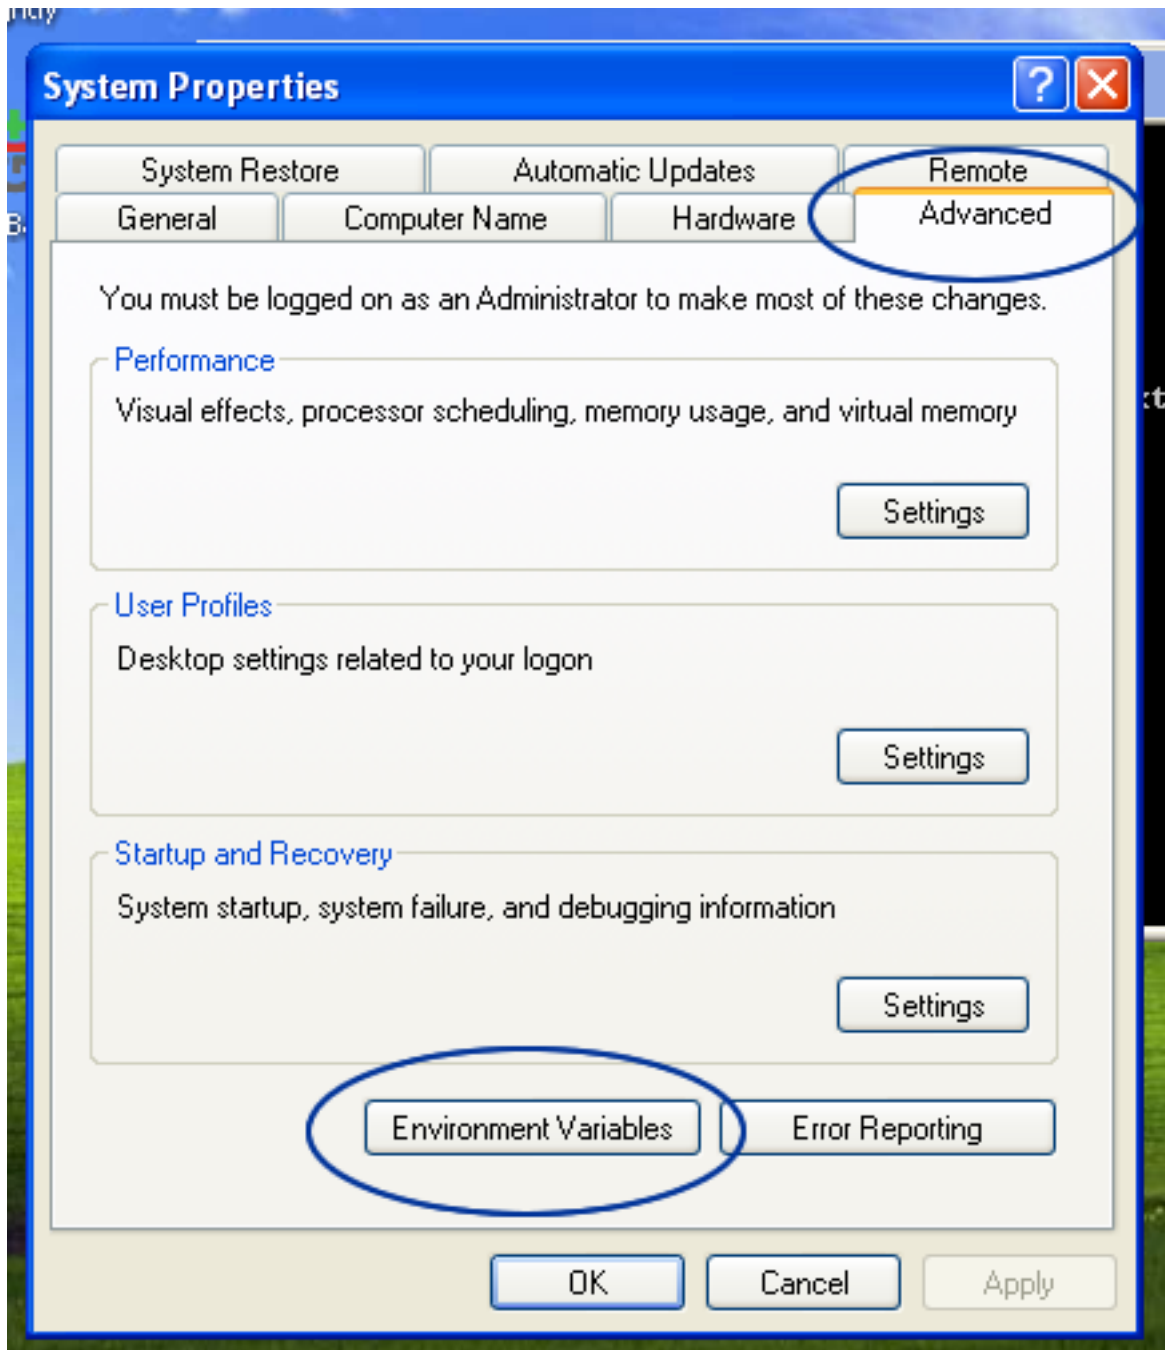 System Properties
System Restore Automatic Updates Remote
General Computer Name Hardware Advanced
You must be logged on as an Administrator to make most of these changes.
Performance
Visual effects, processor scheduling, memory usage, and virtual memory
Settings
User Profiles
Desktop settings related to your logon
Settings
Startup and Recovery
System startup, system failure, and debugging information
Settings
Environment Variables Error Reporting
OK Cancel Apply